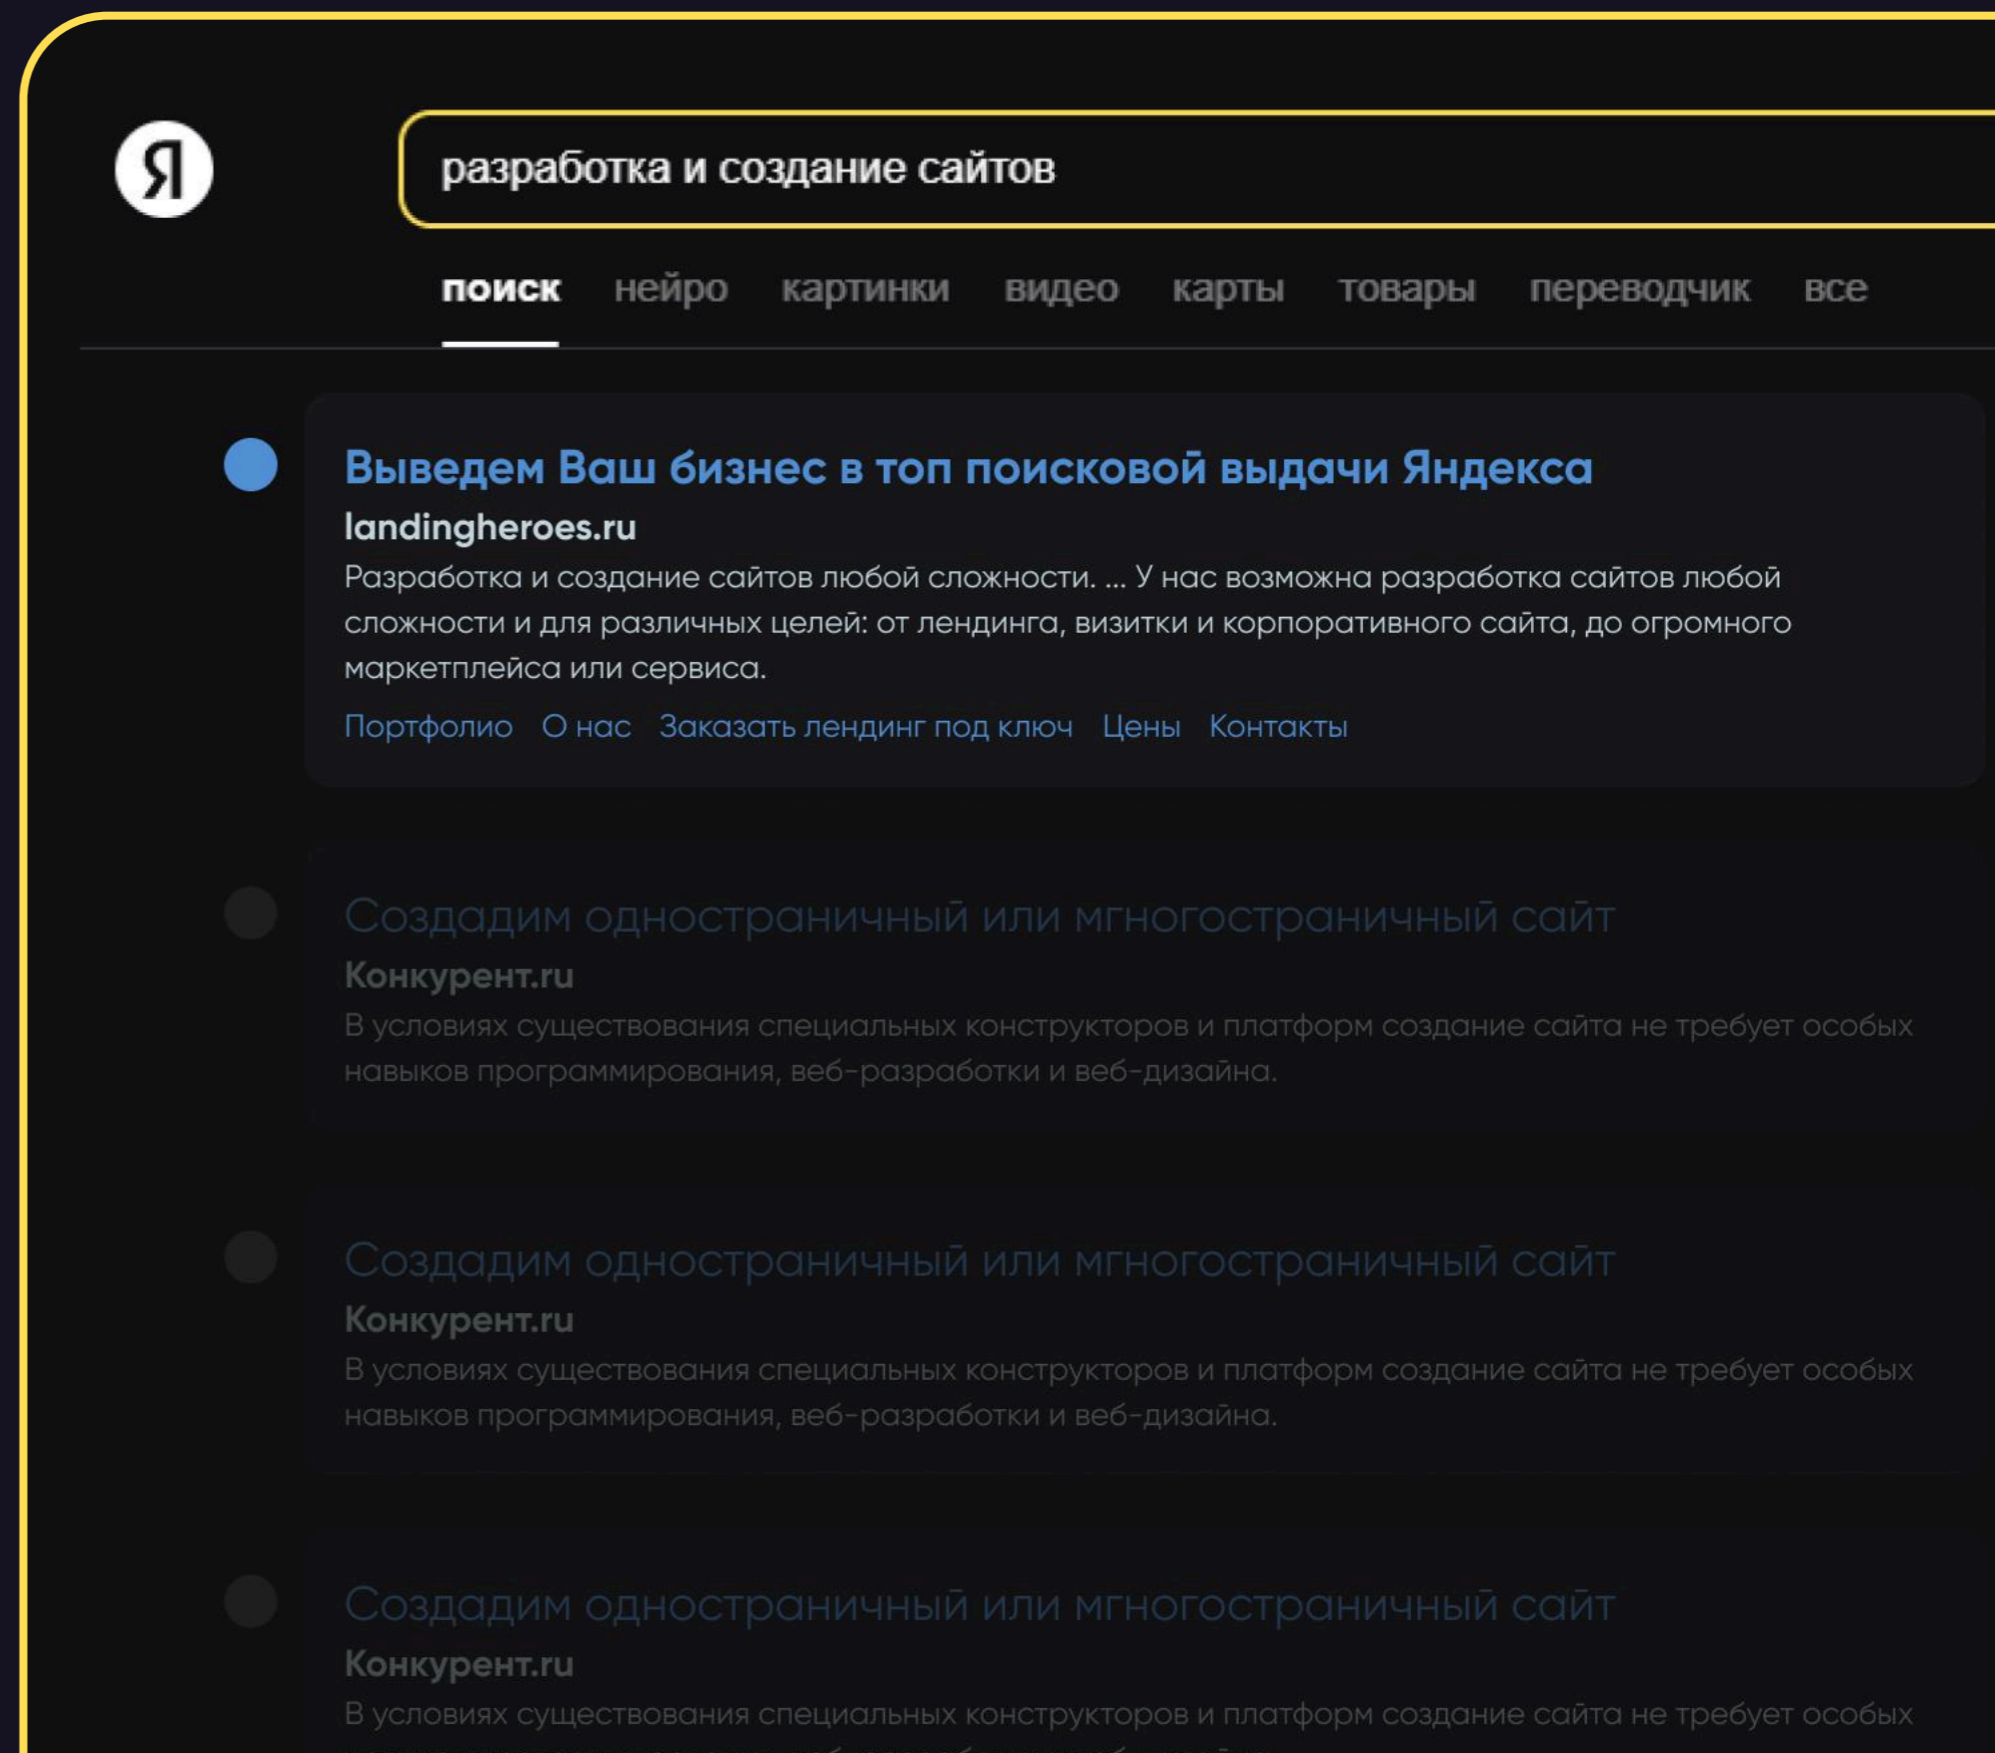 Я
разработка и создание сайтов
поиск нейро картинки видео карты товары переводчик все
Выведем Ваш бизнес в топ поисковой выдачи Яндекса
landingheroes.ru
Разработка и создание сайтов любой сложности. ... У нас возможна разработка сайтов любой
сложности и для различных целей: от лендинга, визитки и корпоративного сайта, до огромного
маркетплейса или сервиса.
Портфолио О нас Заказать лендинг под ключ Цены Контакты
Создадим одностраничный или мгногостраничный сайт
Конкурент.ru
В условиях существования специальных конструкторов и платформ создание сайта не требует особых
навыков программирования, веб-разработки и веб-дизайна.
Создадим одностраничный или мгногостраничный сайт
Конкурент.ru
В условиях существования специальных конструкторов и платформ создание сайта не требует особых
навыков программирования, веб-разработки и веб-дизайна.
Создадим одностраничный или мгногостраничный сайт
Конкурент.ru
В условиях существования специальных конструкторов и платформ создание сайта не требует особых